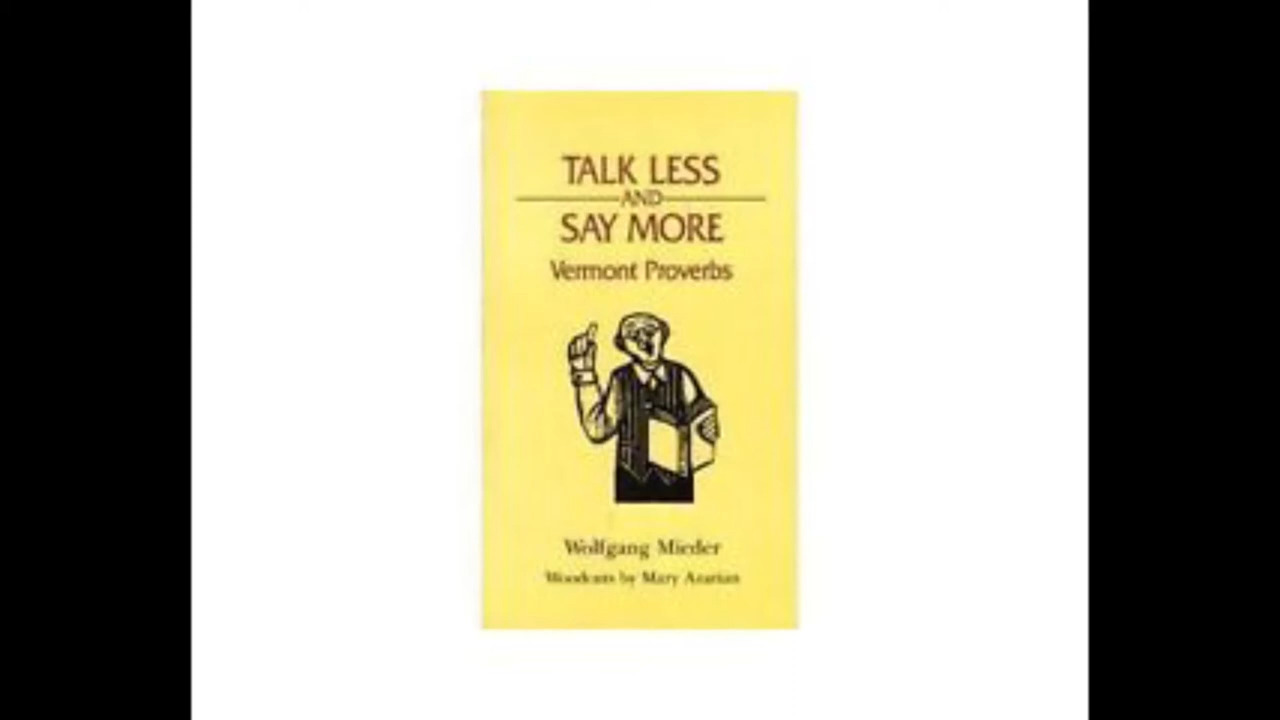 TALK LESS
AND
SAY MORE
Vermont Proverbs
Wolfgang Mieder
Woodcuts by Mary Azarian